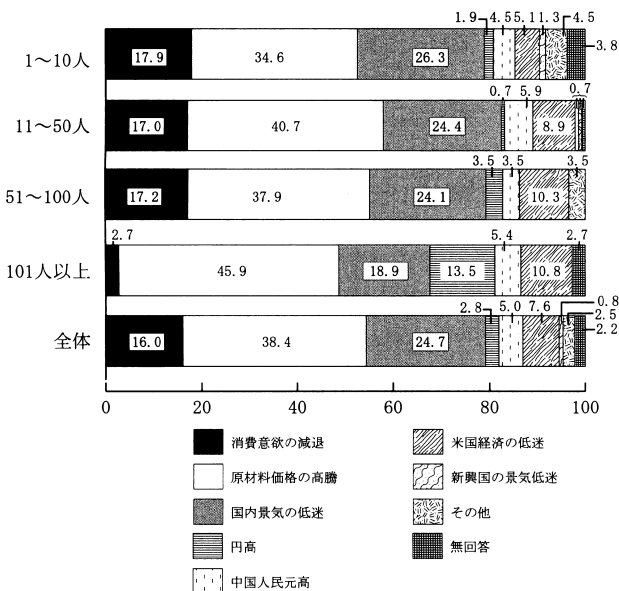 1.9 4.5 5.1 1.3 4.5
1～10人 17.9 34.6 26.3 3.8
0.7 5.9 0.7
11～50人 17.0 40.7 24.4 8.9
3.5 3.5 3.5
51～100人 17.2 37.9 24.1 10.3
2.7 5.4 2.7
101人以上 45.9 18.9 13.5 10.8
2.8 5.0 7.6 0.8
2.5
全体 16.0 38.4 24.7 2.2
0 20 40 60 80 100
消費意欲の減退 米国経済の低迷
原材料価格の高騰 新興国の景気低迷
国内景気の低迷 その他
円高 無回答
中国人民元高